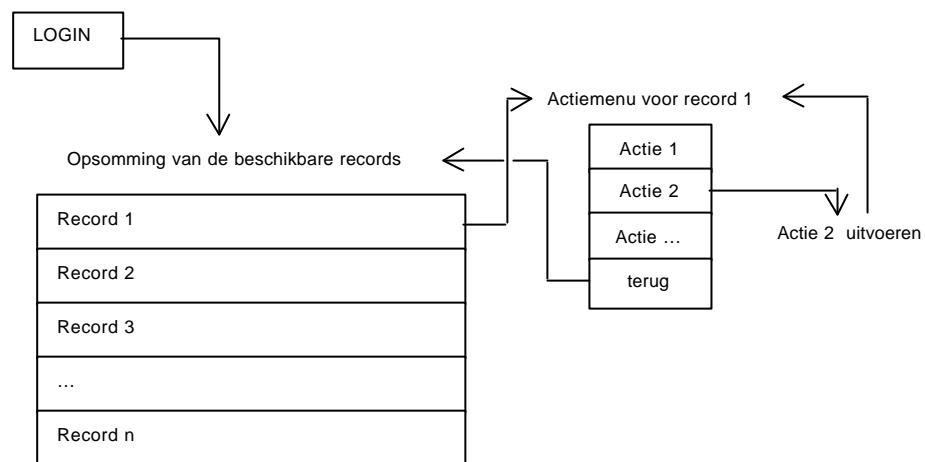 LOGIN
Actiemenu voor record 1
Opsomming van de beschikbare records
Actie 1
Actie 2
Actie …
terug
Actie 2 uitvoeren
Record 1
Record 2
Record 3
…
Record n